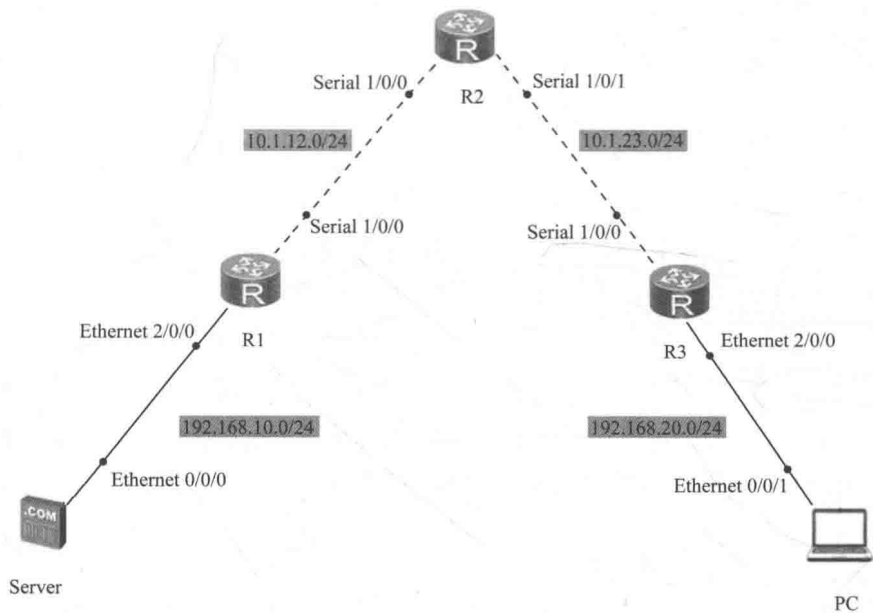 R
Serial 1/0/0
Serial 1/0/1
R2
10.1.12.0/24
10.1.23.0/24
Serial 1/0/0
Serial 1/0/0
R
R
Ethernet 2/0/0
R1
Ethernet 2/0/0
R3
192.168.10.0/24
192.168.20.0/24
Ethernet 0/0/0
Ethernet 0/0/1
.COM
Server
PC